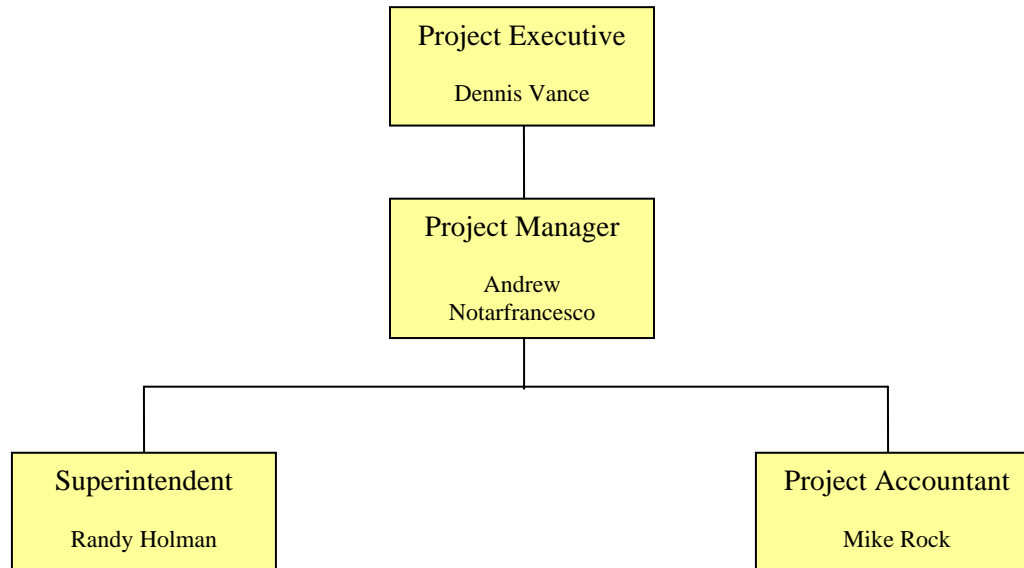 Project Executive
Dennis Vance
Project Manager
Andrew
Notarfrancesco
Superintendent
Randy Holman
Project Accountant
Mike Rock